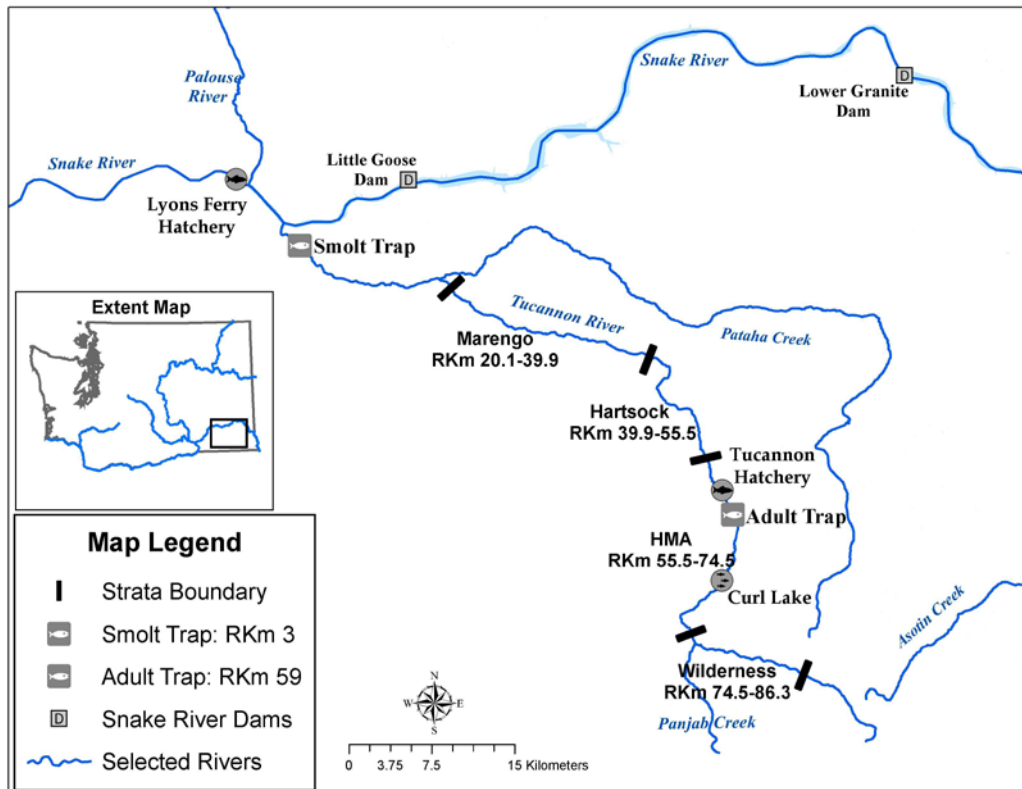 Palouse
River
Snake River
Snake River
D
Lower Granite
Dam
Little Goose
Dam
D
Lyons Ferry
Hatchery
Smolt Trap
Extent Map
Tucannon River
Pataha Creek
Marengo
RKm 20.1-39.9
Hartsock
RKm 39.9-55.5
Tucannon
Hatchery
Adult Trap
HMA
RKm 55.5-74.5
Curl Lake
Asotin Creek
Wilderness
RKm 74.5-86.3
Panjab Creek
Map Legend
Strata Boundary
Smolt Trap: RKm 3
Adult Trap: RKm 59
D Snake River Dams
Selected Rivers
N
W E
S
0 3.75 7.5 15 Kilometers